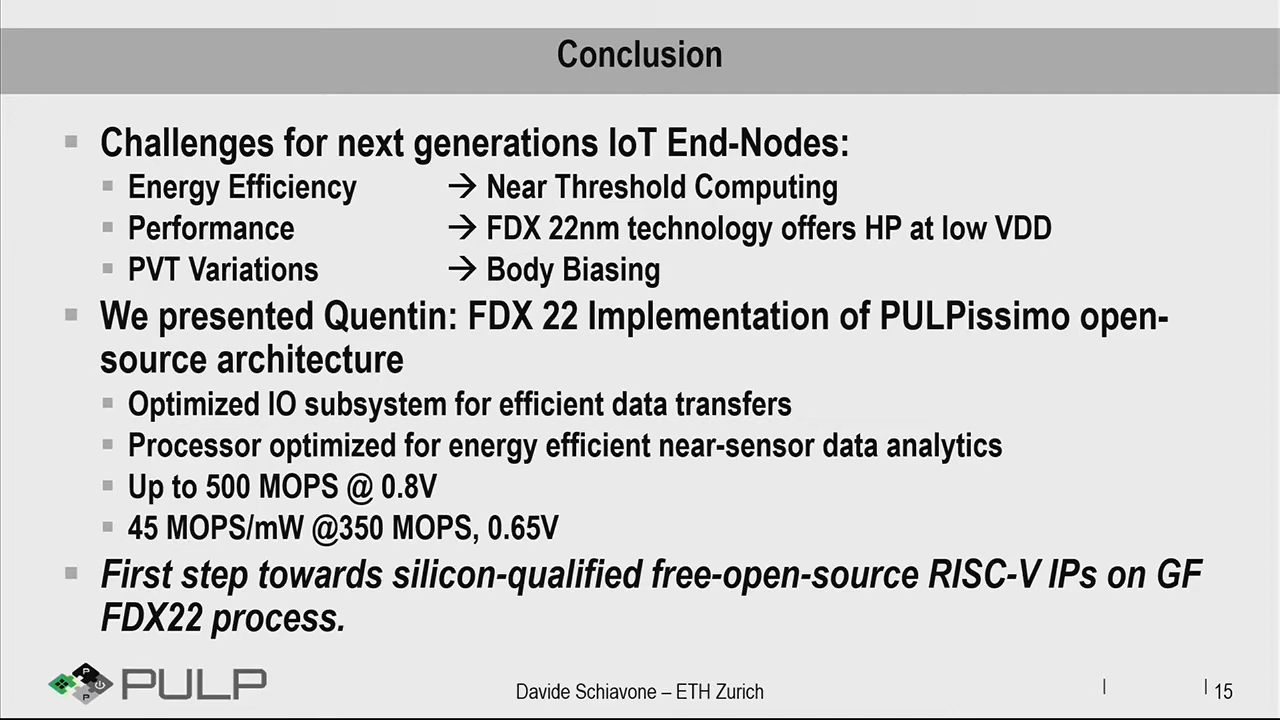 Conclusion
Challenges for next generations IoT End-Nodes:
Energy Efficiency → Near Threshold Computing
Performance → FDX 22nm technology offers HP at low VDD
PVT Variations → Body Biasing
We presented Quentin: FDX 22 Implementation of PULPissimo open-
source architecture
Optimized IO subsystem for efficient data transfers
Processor optimized for energy efficient near-sensor data analytics
Up to 500 MOPS @ 0.8V
45 MOPS/mW @350 MOPS, 0.65V
First step towards silicon-qualified free-open-source RISC-V IPs on GF
FDX22 process.
PULP
Davide Schiavone – ETH Zurich
| | 15